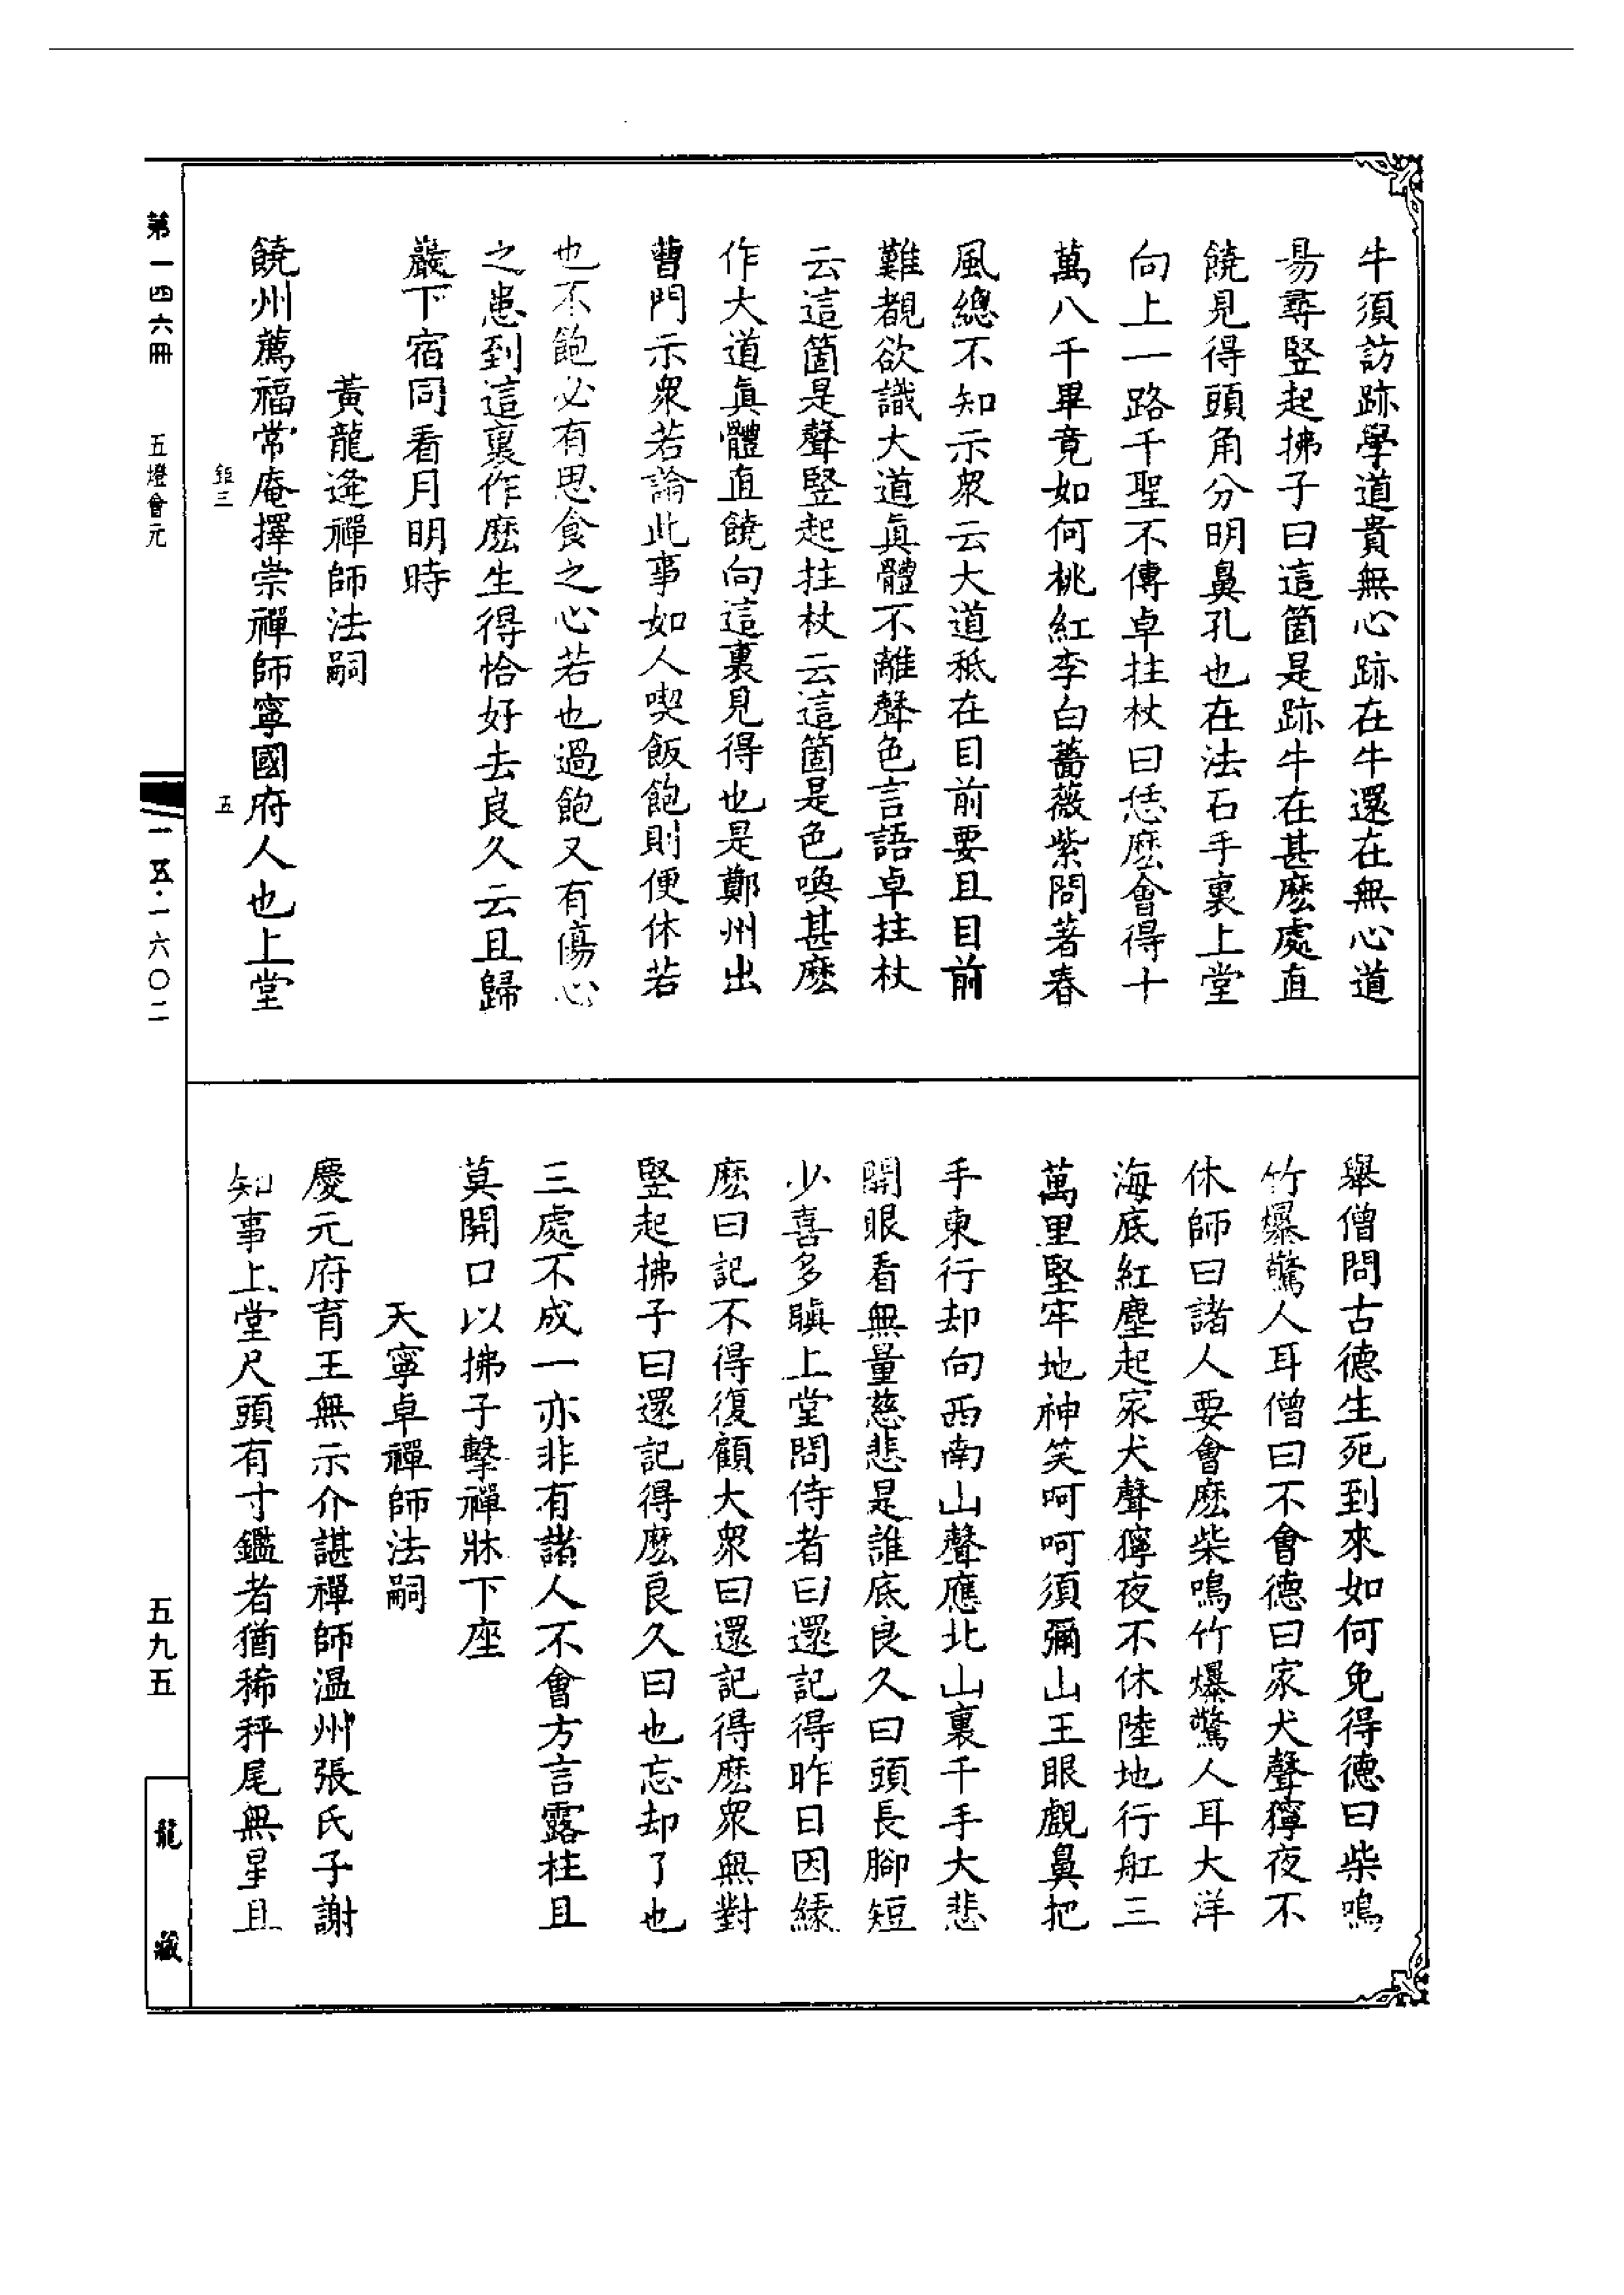 牛須訪跡學道貴無心跡在牛還在無心道
易尋竪起拂子曰這箇是跡牛在甚麽處直
饒見得頭角分明鼻孔也在法石手裏上堂
向上一路千聖不傳卓拄杖曰恁麽會得十
萬八千畢竟如何桃紅李白薔薇紫問著春
風總不知示衆云大道秖在目前要且目前
難覩欲識大道眞體不離聲色言語卓拄杖
云這箇是聲竪起拄杖云這箇是色喚甚麽
作大道眞體直饒向這裏見得也是鄭州出
曹門示衆若論此事如人喫飯飽則便休若
也不飽必有思食之心若也過飽又有傷心
之患到這裏作麽生得恰好去良久云且歸
巖下宿同看月明時
黃龍逢禪師法嗣
饒州薦福常庵擇崇禪師寧國府人也上堂
鉅三
五
舉僧問古德生死到來如何免得德曰柴鳴
竹爆驚人耳僧曰不會德曰家犬聲獰夜不
休師曰諸人要會麽柴鳴竹爆驚人耳大洋
海底紅塵起家犬聲獰夜不休陸地行舡三
萬里堅牢地神笑呵呵須彌山王眼覰鼻把
手東行却向西南山聲應北山裏千手大悲
開眼看無量慈悲是誰底良久曰頭長腳短
少喜多瞋上堂問侍者曰還記得昨日因緣
麽曰記不得復顧大衆曰還記得麽衆無對
竪起拂子曰還記得麽良久曰也忘却了也
三處不成一亦非有諸人不會方言露柱且
莫開口以拂子擊禪牀下座
天寧卓禪師法嗣
慶元府育王無示介諶禪師温州張氏子謝
知事上堂尺頭有寸鑑者猶稀秤尾無星且
第一四六冊
五燈會元
一五·一六〇二
五九五
龍藏